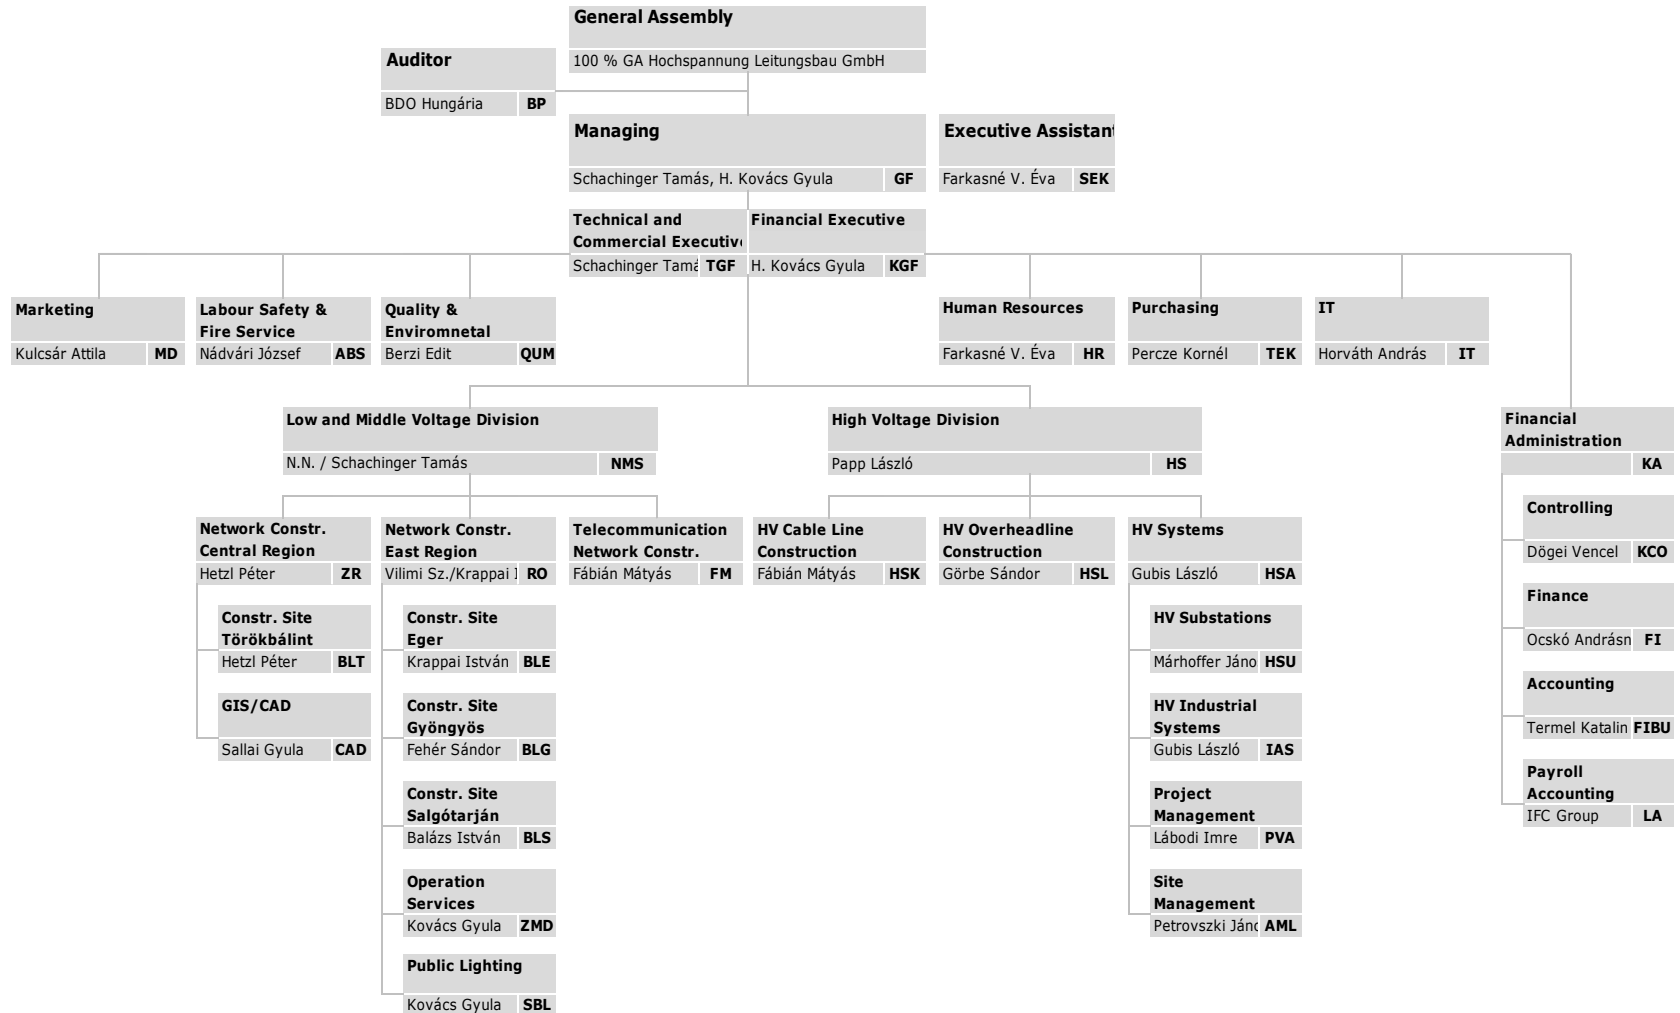 General Assembly
100 % GA Hochspannung Leitungsbau GmbH
Auditor
BDO Hungária BP
Managing
Schachinger Tamás, H. Kovács Gyula GF
Executive Assistant
Farkasné V. Éva SEK
Technical and
Commercial Executive
Schachinger Tamá TGF
Financial Executive
H. Kovács Gyula KGF
Marketing
Kulcsár Attila MD
Labour Safety &
Fire Service
Nádvári József ABS
Quality &
Enviromnetal
Berzi Edit QUM
Human Resources
Farkasné V. Éva HR
Purchasing
Percze Kornél TEK
IT
Horváth András IT
Low and Middle Voltage Division
N.N. / Schachinger Tamás NMS
High Voltage Division
Papp László HS
Financial
Administration
KA
Network Constr.
Central Region
Hetzl Péter ZR
Constr. Site
Törökbálint
Hetzl Péter BLT
GIS/CAD
Sallai Gyula CAD
Network Constr.
East Region
Vilimi Sz./Krappai I RO
Constr. Site
Eger
Krappai István BLE
Constr. Site
Gyöngyös
Fehér Sándor BLG
Constr. Site
Salgótarján
Balázs István BLS
Operation
Services
Kovács Gyula ZMD
Public Lighting
Kovács Gyula SBL
Telecommunication
Network Constr.
Fábián Mátyás FM
HV Cable Line
Construction
Fábián Mátyás HSK
HV Overheadline
Construction
Görbe Sándor HSL
HV Systems
Gubis László HSA
HV Substations
Márhoffer Jáno HSU
HV Industrial
Systems
Gubis László IAS
Project
Management
Lábodi Imre PVA
Site
Management
Petrovszki Jáno AML
Controlling
Dögei Vencel KCO
Finance
Ocskó Andrásn FI
Accounting
Termel Katalin FIBU
Payroll
Accounting
IFC Group LA